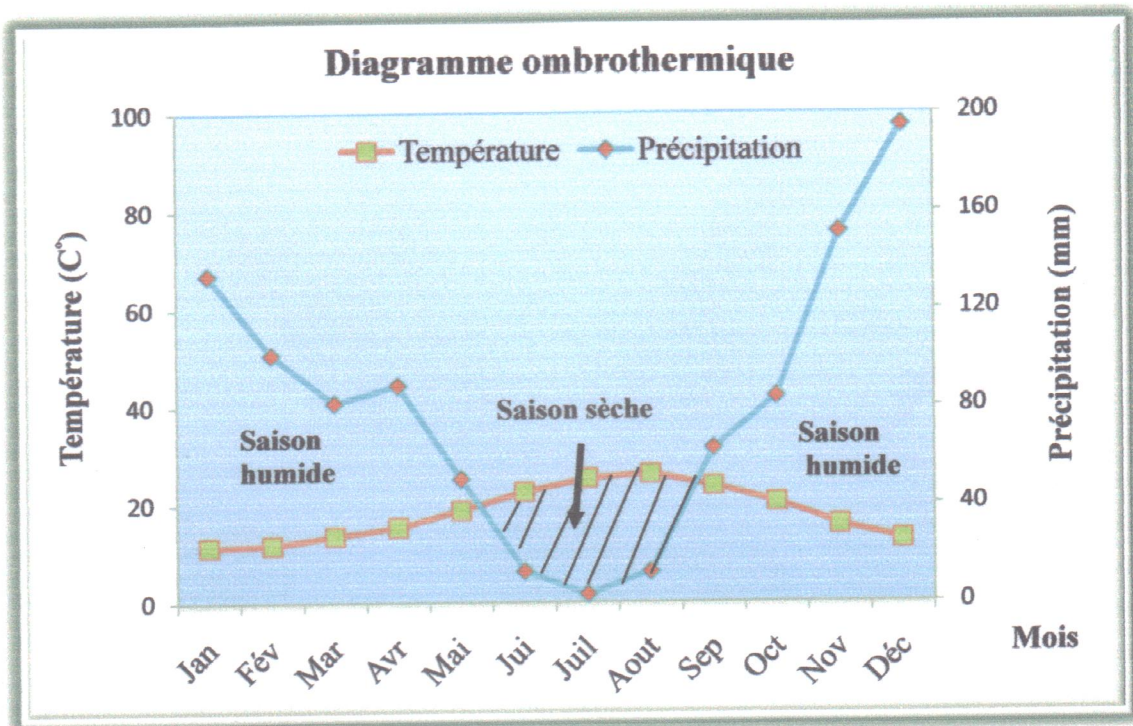 Diagramme ombrothermique
Température
Précipitation
100
80
60
40
20
0
200
160
120
80
40
0
Température (C°)
Précipitation (mm)
Saison sèche
Saison
humide
Saison
humide
Jan
Fév
Mar
Avr
Mai
Jui
Juil
Aout
Sep
Oct
Nov
Déc
Mois